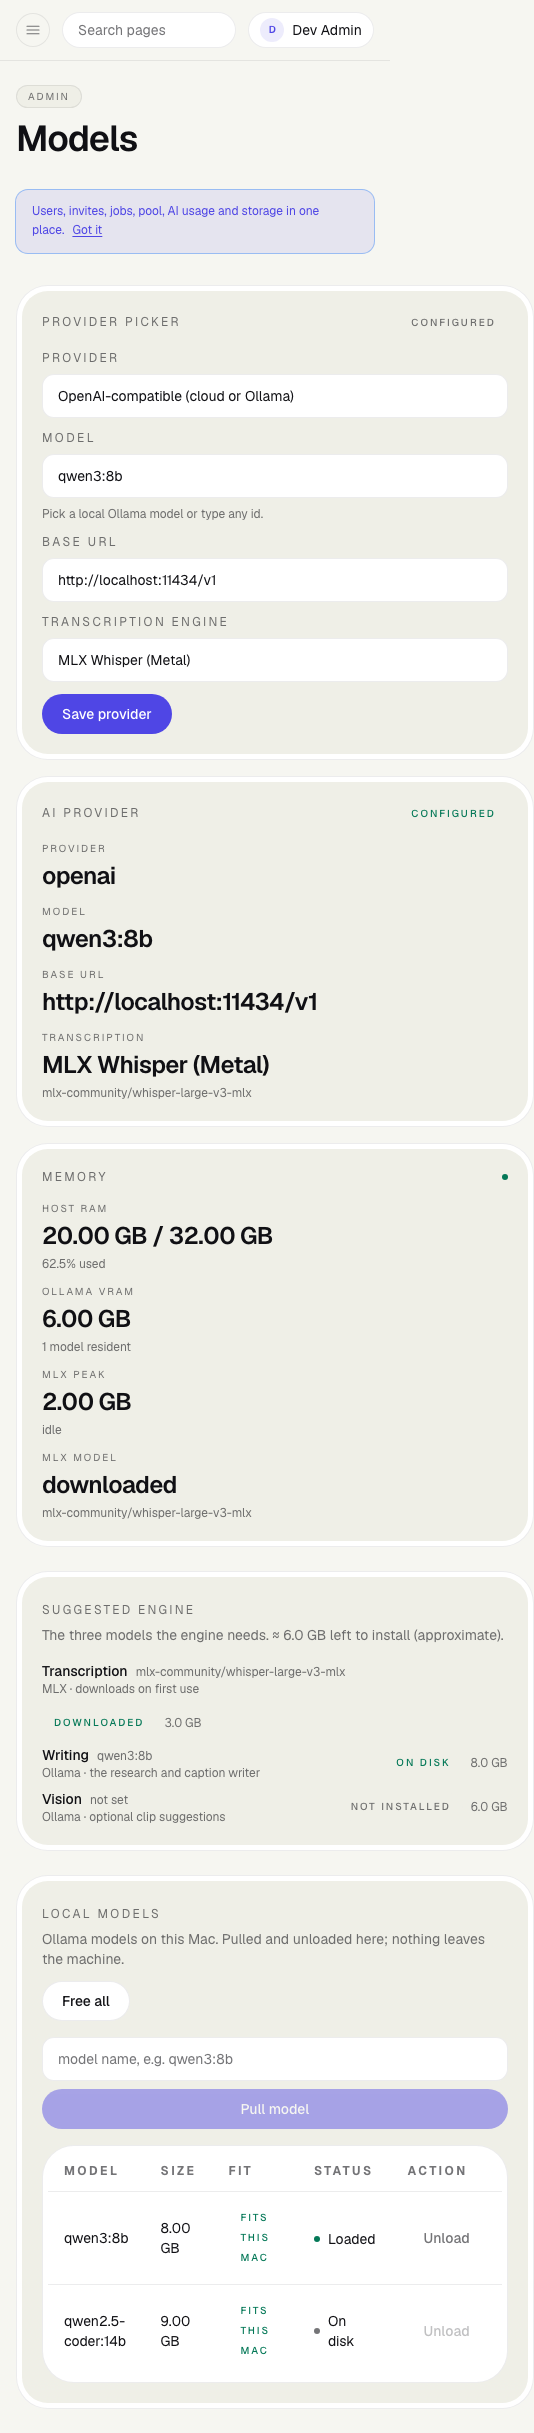 Search pages
D Dev Admin
ADMIN
Models
Users, invites, jobs, pool, AI usage and storage in one
place. Got it
PROVIDER PICKER CONFIGURED
PROVIDER
OpenAI-compatible (cloud or Ollama)
MODEL
qwen3:8b
Pick a local Ollama model or type any id.
BASE URL
http://localhost:11434/v1
TRANSCRIPTION ENGINE
MLX Whisper (Metal)
Save provider
AI PROVIDER CONFIGURED
PROVIDER
openai
MODEL
qwen3:8b
BASE URL
http://localhost:11434/v1
TRANSCRIPTION
MLX Whisper (Metal)
mlx-community/whisper-large-v3-mlx
MEMORY
HOST RAM
20.00 GB / 32.00 GB
62.5% used
OLLAMA VRAM
6.00 GB
1 model resident
MLX PEAK
2.00 GB
idle
MLX MODEL
downloaded
mlx-community/whisper-large-v3-mlx
SUGGESTED ENGINE
The three models the engine needs. ≈ 6.0 GB left to install (approximate).
Transcription mlx-community/whisper-large-v3-mlx
MLX · downloads on first use
DOWNLOADED 3.0 GB
Writing qwen3:8b
Ollama · the research and caption writer
ON DISK 8.0 GB
Vision not set
Ollama · optional clip suggestions
NOT INSTALLED 6.0 GB
LOCAL MODELS
Ollama models on this Mac. Pulled and unloaded here; nothing leaves
the machine.
Free all
model name, e.g. qwen3:8b
Pull model
MODEL SIZE FIT STATUS ACTION
qwen3:8b
8.00
GB
FITS
THIS
MAC
Loaded
Unload
qwen2.5-
coder:14b
9.00
GB
FITS
THIS
MAC
On
disk
Unload